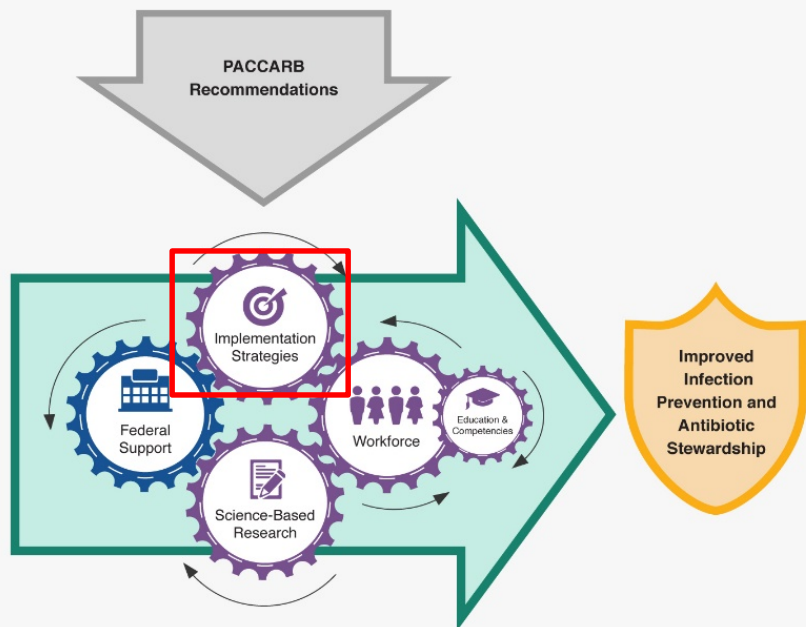 PACCARB
Recommendations
Implementation
Strategies
Federal
Support
Workforce
Education &
Competencies
Science-Based
Research
Improved
Infection
Prevention and
Antibiotic
Stewardship